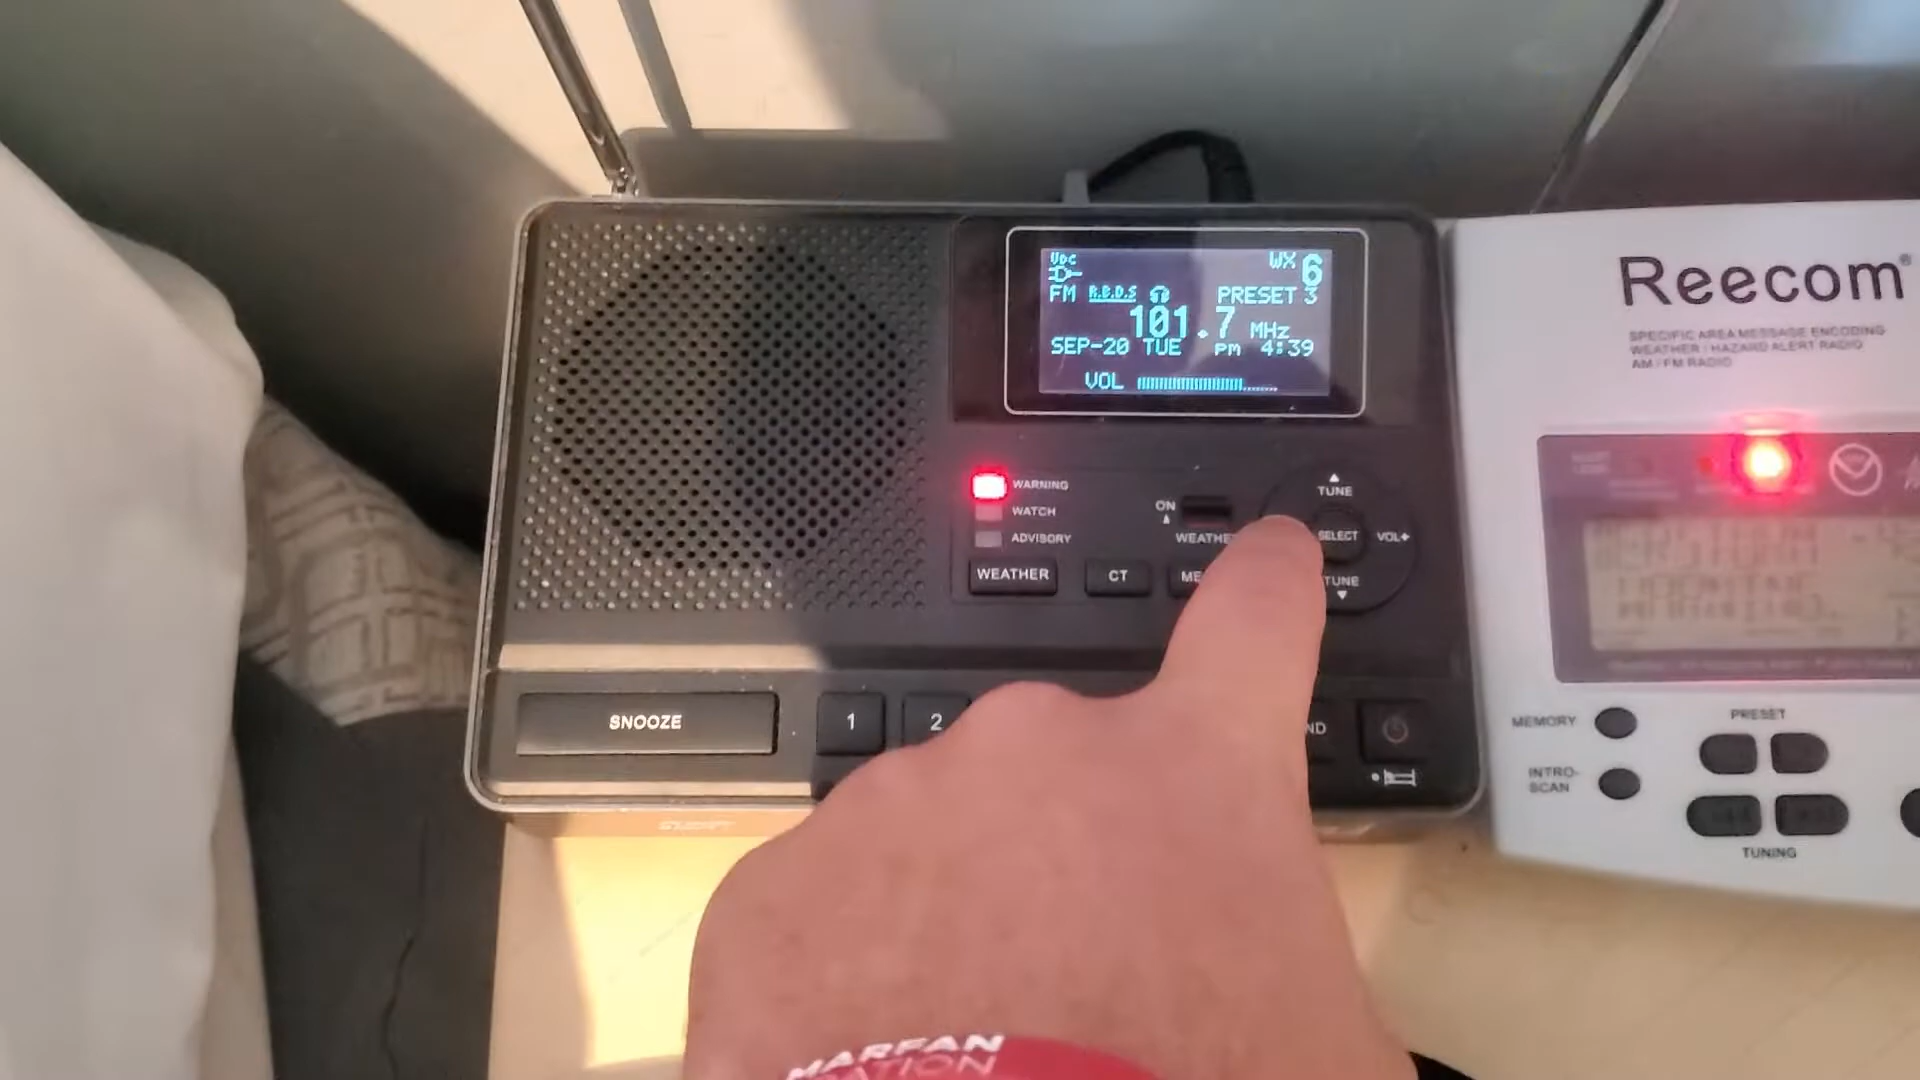 Vpc
WX 6
FM R.B.D.S PRESET 3
101.7 MHz
SEP-20 TUE pm 4:39
VOL
WARNING
WATCH
ADVISORY
WEATHER
CT
ON
TUNE
SELECT
VOL+
TUNE
SNOOZE
1
2
Reecom®
SPECIFIC AREA MESSAGE ENCODING
WEATHER / HAZARD ALERT RADIO
AM / FM RADIO
MEMORY
PRESET
INTRO-
SCAN
TUNING
MARFAN